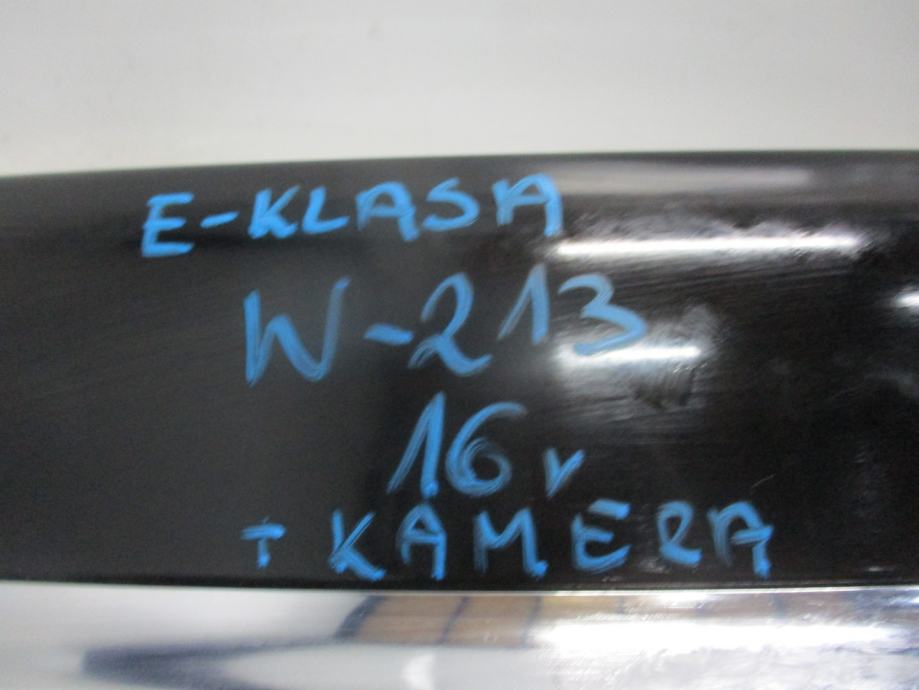 E-KLASA
W-213
16r
+ KAMERA